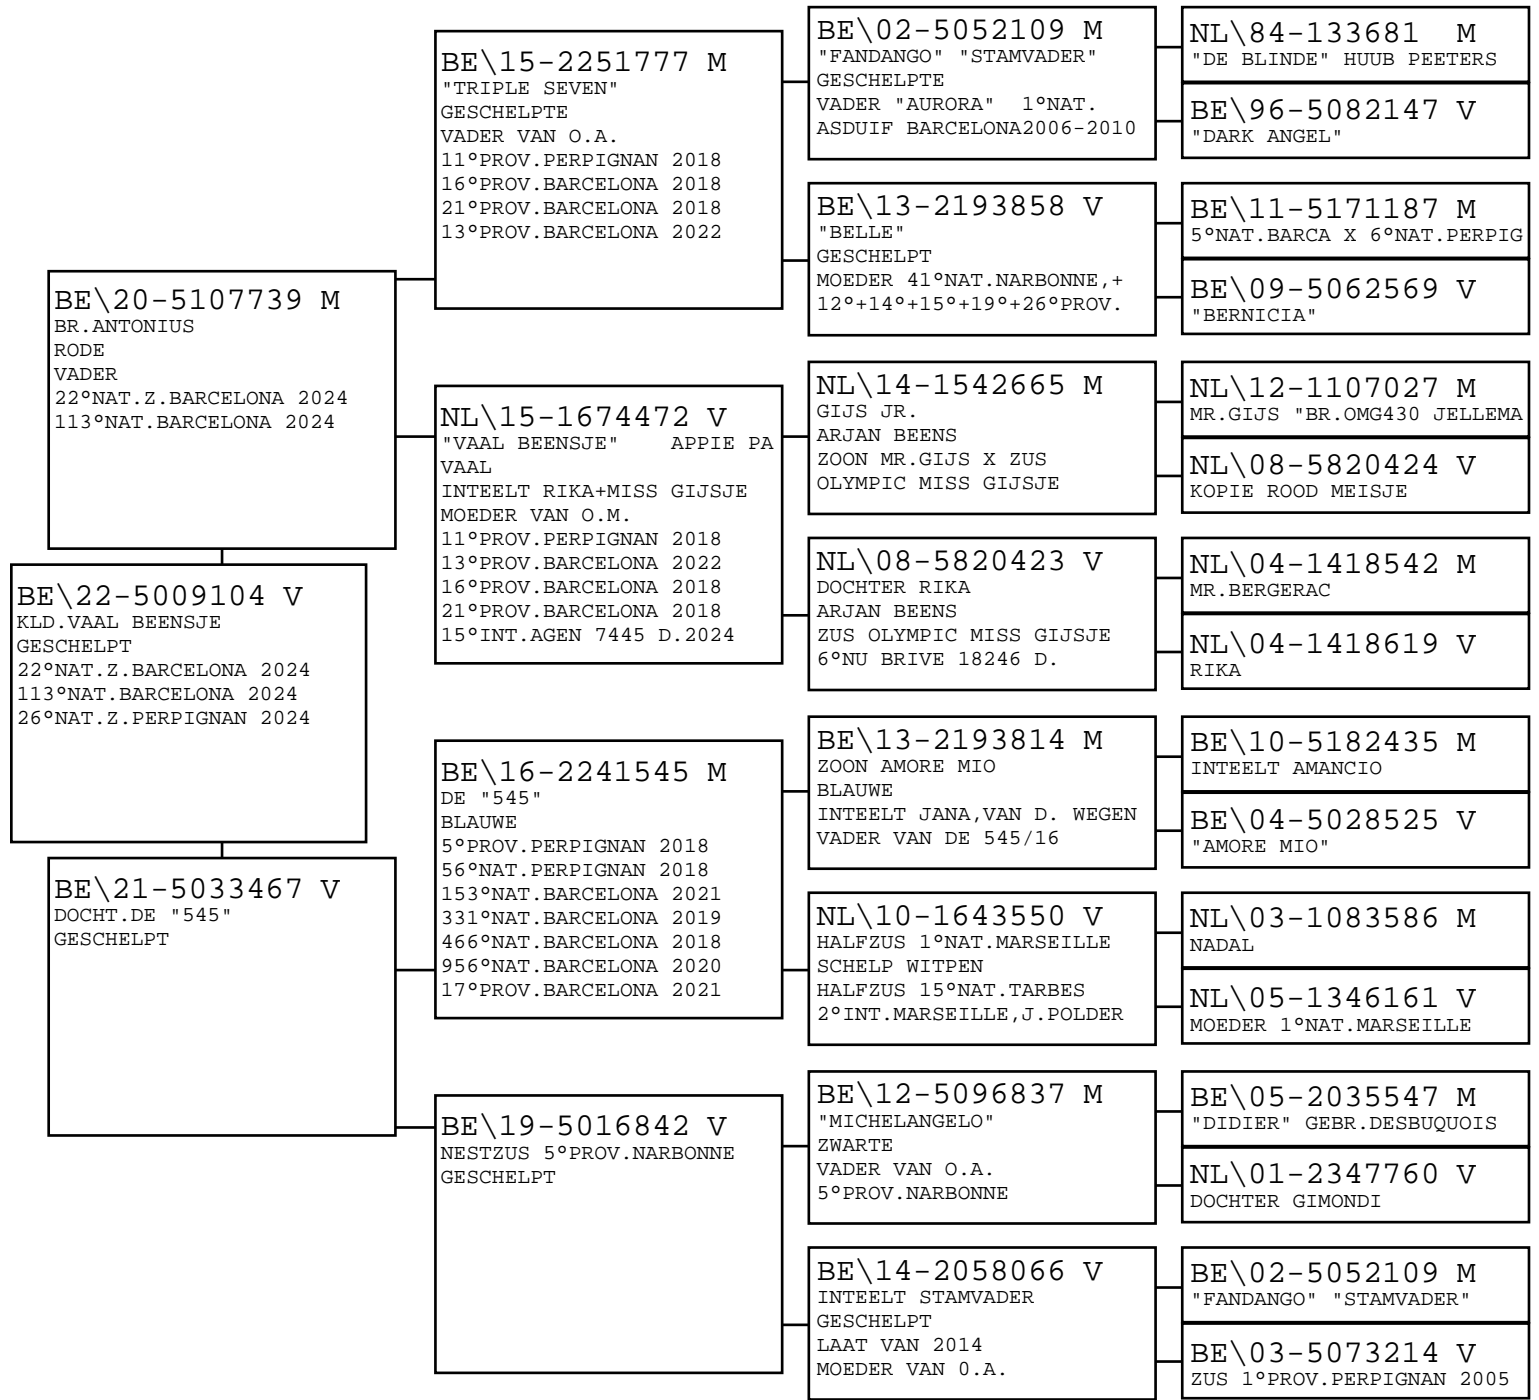 BE\22-5009104 V
KLD.VAAL BEENSJE
GESCHELPT
22°NAT.Z.BARCELONA 2024
113°NAT.BARCELONA 2024
26°NAT.Z.PERPIGNAN 2024
BE\20-5107739 M
BR.ANTONIUS
RODE
VADER
22°NAT.Z.BARCELONA 2024
113°NAT.BARCELONA 2024
BE\21-5033467 V
DOCHT.DE "545"
GESCHELPT
BE\15-2251777 M
"TRIPLE SEVEN"
GESCHELPTE
VADER VAN O.A.
11°PROV.PERPIGNAN 2018
16°PROV.BARCELONA 2018
21°PROV.BARCELONA 2018
13°PROV.BARCELONA 2022
NL\15-1674472 V
"VAAL BEENSJE"    APPIE PA
VAAL
INTEELT RIKA+MISS GIJSJE
MOEDER VAN O.M.
11°PROV.PERPIGNAN 2018
13°PROV.BARCELONA 2022
16°PROV.BARCELONA 2018
21°PROV.BARCELONA 2018
15°INT.AGEN 7445 D.2024
BE\16-2241545 M
DE "545"
BLAUWE
5°PROV.PERPIGNAN 2018
56°NAT.PERPIGNAN 2018
153°NAT.BARCELONA 2021
331°NAT.BARCELONA 2019
466°NAT.BARCELONA 2018
956°NAT.BARCELONA 2020
17°PROV.BARCELONA 2021
BE\19-5016842 V
NESTZUS 5°PROV.NARBONNE
GESCHELPT
BE\02-5052109 M
"FANDANGO" "STAMVADER"
GESCHELPTE
VADER "AURORA"  1°NAT.
ASDUIF BARCELONA2006-2010
BE\13-2193858 V
"BELLE"
GESCHELPT
MOEDER 41°NAT.NARBONNE,+
12°+14°+15°+19°+26°PROV.
NL\14-1542665 M
GIJS JR.
ARJAN BEENS
ZOON MR.GIJS X ZUS
OLYMPIC MISS GIJSJE
NL\08-5820423 V
DOCHTER RIKA
ARJAN BEENS
ZUS OLYMPIC MISS GIJSJE
6°NU BRIVE 18246 D.
BE\13-2193814 M
ZOON AMORE MIO
BLAUWE
INTEELT JANA,VAN D. WEGEN
VADER VAN DE 545/16
NL\10-1643550 V
HALFZUS 1°NAT.MARSEILLE
SCHELP WITPEN
HALFZUS 15°NAT.TARBES
2°INT.MARSEILLE,J.POLDER
BE\12-5096837 M
"MICHELANGELO"
ZWARTE
VADER VAN O.A.
5°PROV.NARBONNE
BE\14-2058066 V
INTEELT STAMVADER
GESCHELPT
LAAT VAN 2014
MOEDER VAN 0.A.
NL\84-133681  M
"DE BLINDE" HUUB PEETERS
BE\96-5082147 V
"DARK ANGEL"
BE\11-5171187 M
5°NAT.BARCA X 6°NAT.PERPIG
BE\09-5062569 V
"BERNICIA"
NL\12-1107027 M
MR.GIJS "BR.OMG430 JELLEMA
NL\08-5820424 V
KOPIE ROOD MEISJE
NL\04-1418542 M
MR.BERGERAC
NL\04-1418619 V
RIKA
BE\10-5182435 M
INTEELT AMANCIO
BE\04-5028525 V
"AMORE MIO"
NL\03-1083586 M
NADAL
NL\05-1346161 V
MOEDER 1°NAT.MARSEILLE
BE\05-2035547 M
"DIDIER" GEBR.DESBUQUOIS
NL\01-2347760 V
DOCHTER GIMONDI
BE\02-5052109 M
"FANDANGO" "STAMVADER"
BE\03-5073214 V
ZUS 1°PROV.PERPIGNAN 2005